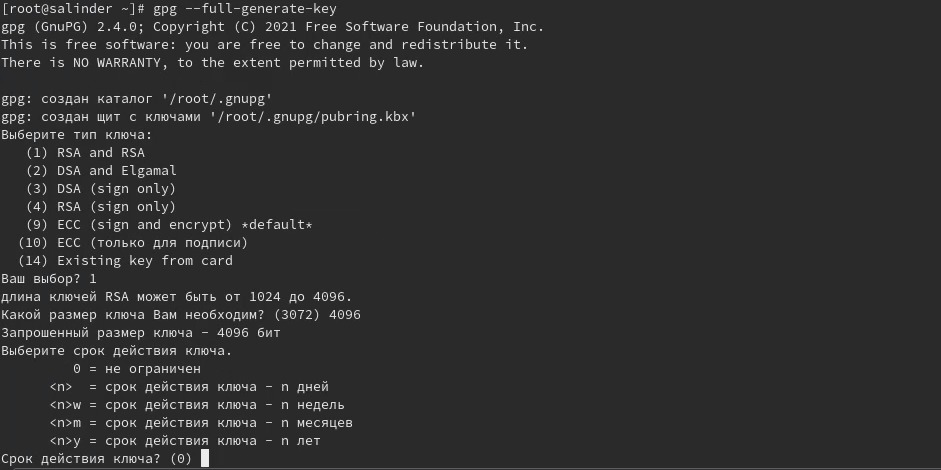 [root@salinder ~]# gpg --full-generate-key
gpg (GnuPG) 2.4.0; Copyright (C) 2021 Free Software Foundation, Inc.
This is free software: you are free to change and redistribute it.
There is NO WARRANTY, to the extent permitted by law.

gpg: создан каталог '/root/.gnupg'
gpg: создан щит с ключами '/root/.gnupg/pubring.kbx'
Выберите тип ключа:
   (1) RSA and RSA
   (2) DSA and Elgamal
   (3) DSA (sign only)
   (4) RSA (sign only)
   (9) ECC (sign and encrypt) *default*
  (10) ECC (только для подписи)
  (14) Existing key from card
Ваш выбор? 1
длина ключей RSA может быть от 1024 до 4096.
Какой размер ключа Вам необходим? (3072) 4096
Запрошенный размер ключа - 4096 бит
Выберите срок действия ключа.
         0 = не ограничен
      <n>  = срок действия ключа - n дней
      <n>w = срок действия ключа - n недель
      <n>m = срок действия ключа - n месяцев
      <n>y = срок действия ключа - n лет
Срок действия ключа? (0)